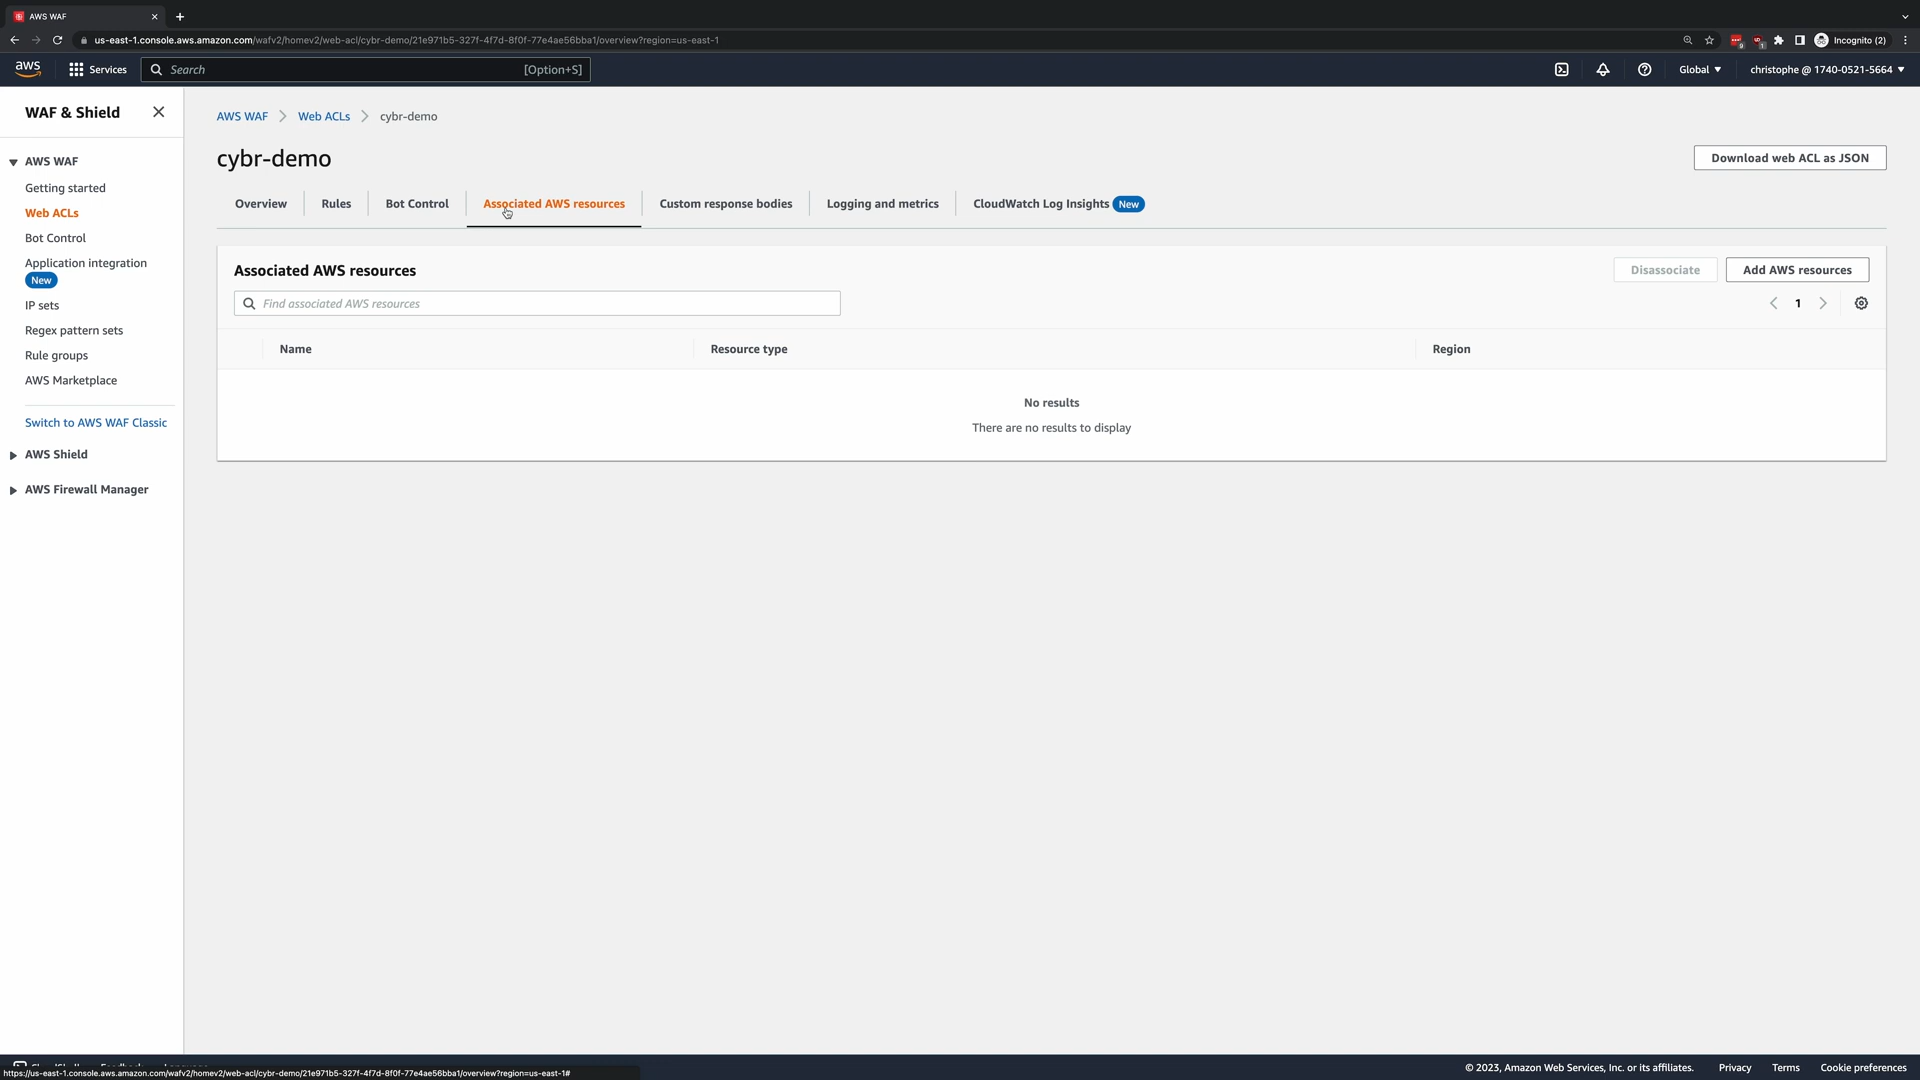 AWS WAF
us-east-1.console.aws.amazon.com/wafv2/homev2/web-acl/cybr-demo/21e971b5-327f-4f7d-8f0f-77e4ae56bba1/overview?region=us-east-1
Incognito (2)
aws
Services
Search
[Option+S]
Global
christophe @ 1740-0521-5664
WAF & Shield
AWS WAF
Getting started
Web ACLs
Bot Control
Application integration
New
IP sets
Regex pattern sets
Rule groups
AWS Marketplace
Switch to AWS WAF Classic
AWS Shield
AWS Firewall Manager
AWS WAF
Web ACLs
cybr-demo
cybr-demo
Download web ACL as JSON
Overview
Rules
Bot Control
Associated AWS resources
Custom response bodies
Logging and metrics
CloudWatch Log Insights New
Associated AWS resources
Disassociate
Add AWS resources
Find associated AWS resources
1
Name
Resource type
Region
No results
There are no results to display
https://us-east-1.console.aws.amazon.com/wafv2/homev2/web-acl/cybr-demo/21e971b5-327f-4f7d-8f0f-77e4ae56bba1/overview?region=us-east-1#
© 2023, Amazon Web Services, Inc. or its affiliates.
Privacy
Terms
Cookie preferences